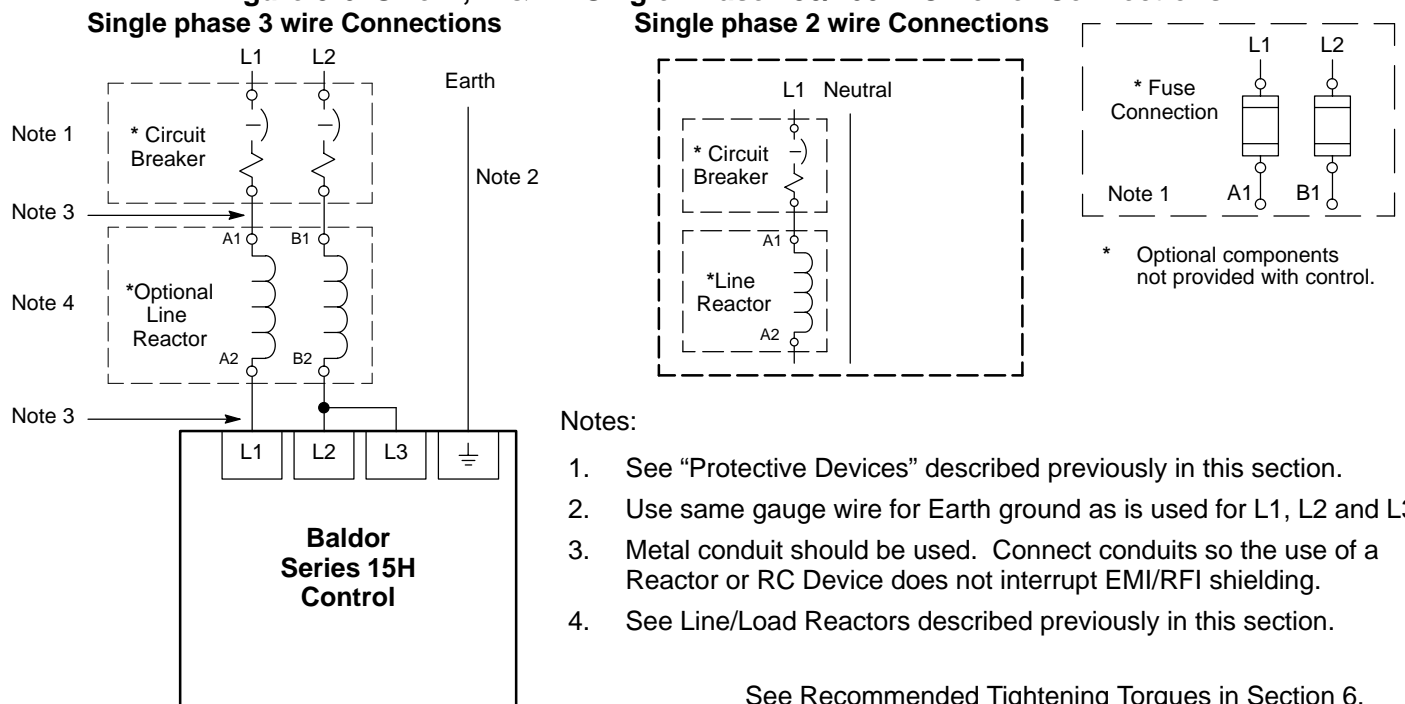 Single phase 3 wire Connections
Single phase 2 wire Connections
L1 L2
Earth
Note 1
* Circuit
Breaker
Note 2
Note 3
A1 B1
Note 4
*Optional
Line
Reactor
A2 B2
Note 3
L1 L2 L3
Baldor
Series 15H
Control
L1 Neutral
* Circuit
Breaker
A1
*Line
Reactor
A2
L1 L2
* Fuse
Connection
Note 1 A1 B1
* Optional components
not provided with control.
Notes:
1. See “Protective Devices” described previously in this section.
2. Use same gauge wire for Earth ground as is used for L1, L2 and L3
3. Metal conduit should be used. Connect conduits so the use of a
Reactor or RC Device does not interrupt EMI/RFI shielding.
4. See Line/Load Reactors described previously in this section.
See Recommended Tightening Torques in Section 6.